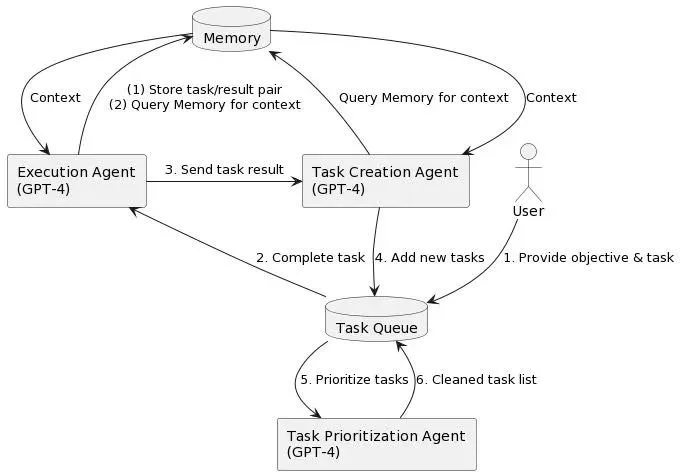 Memory
Context
(1) Store task/result pair
(2) Query Memory for context
Query Memory for context
Context
Execution Agent
(GPT-4)
3. Send task result
Task Creation Agent
(GPT-4)
User
2. Complete task
4. Add new tasks
1. Provide objective & task
Task Queue
5. Prioritize tasks
6. Cleaned task list
Task Prioritization Agent
(GPT-4)